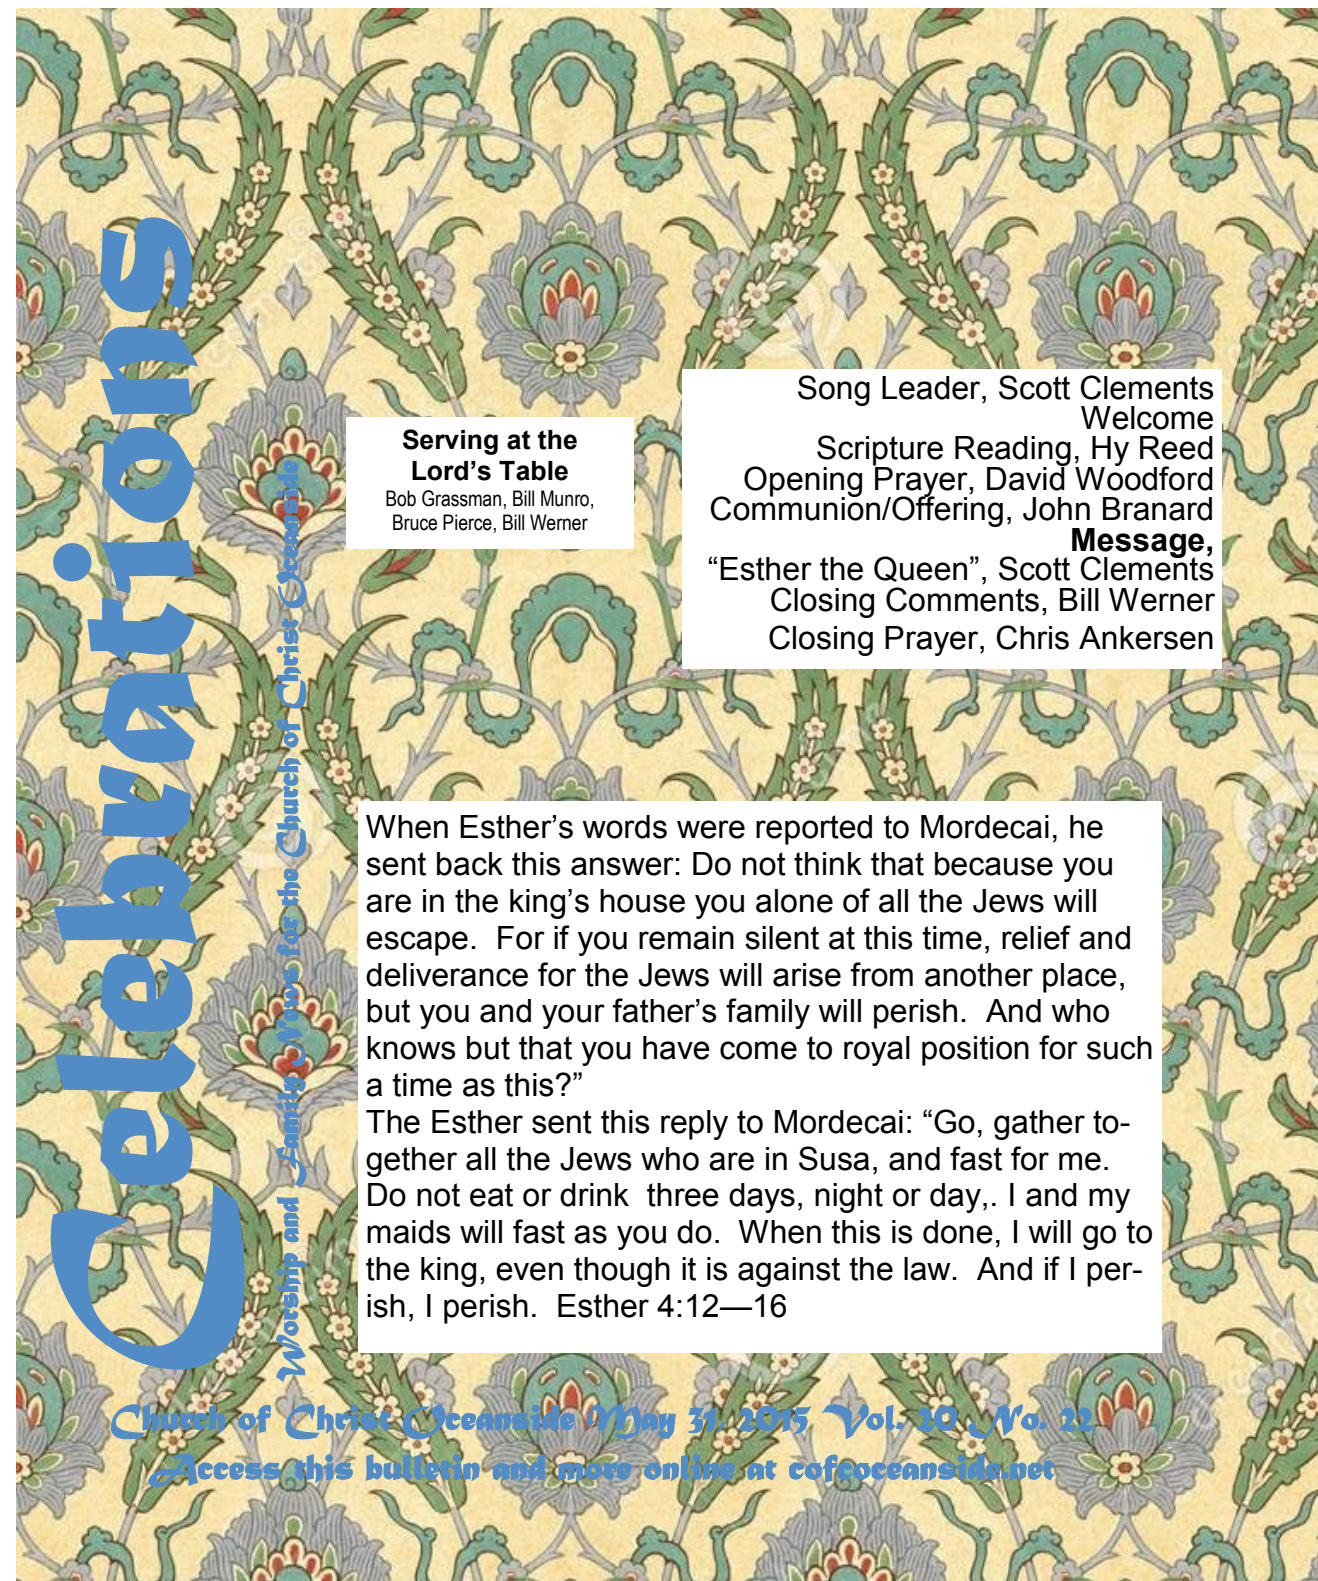 Celebrations
Worship and Family News for the Church of Christ Oceanside
Serving at the
Lord’s Table
Bob Grassman, Bill Munro,
Bruce Pierce, Bill Werner
Song Leader, Scott Clements
Welcome
Scripture Reading, Hy Reed
Opening Prayer, David Woodford
Communion/Offering, John Branard
Message,
“Esther the Queen”, Scott Clements
Closing Comments, Bill Werner
Closing Prayer, Chris Ankersen
When Esther’s words were reported to Mordecai, he
sent back this answer: Do not think that because you
are in the king’s house you alone of all the Jews will
escape.  For if you remain silent at this time, relief and
deliverance for the Jews will arise from another place,
but you and your father’s family will perish.  And who
knows but that you have come to royal position for such
a time as this?”
The Esther sent this reply to Mordecai: “Go, gather to-
gether all the Jews who are in Susa, and fast for me.
Do not eat or drink  three days, night or day,. I and my
maids will fast as you do.  When this is done, I will go to
the king, even though it is against the law.  And if I per-
ish, I perish.  Esther 4:12—16
Church of Christ Oceanside May 31, 2015 Vol. 20 No. 22
Access this bulletin and more online at cofcoceanside.net